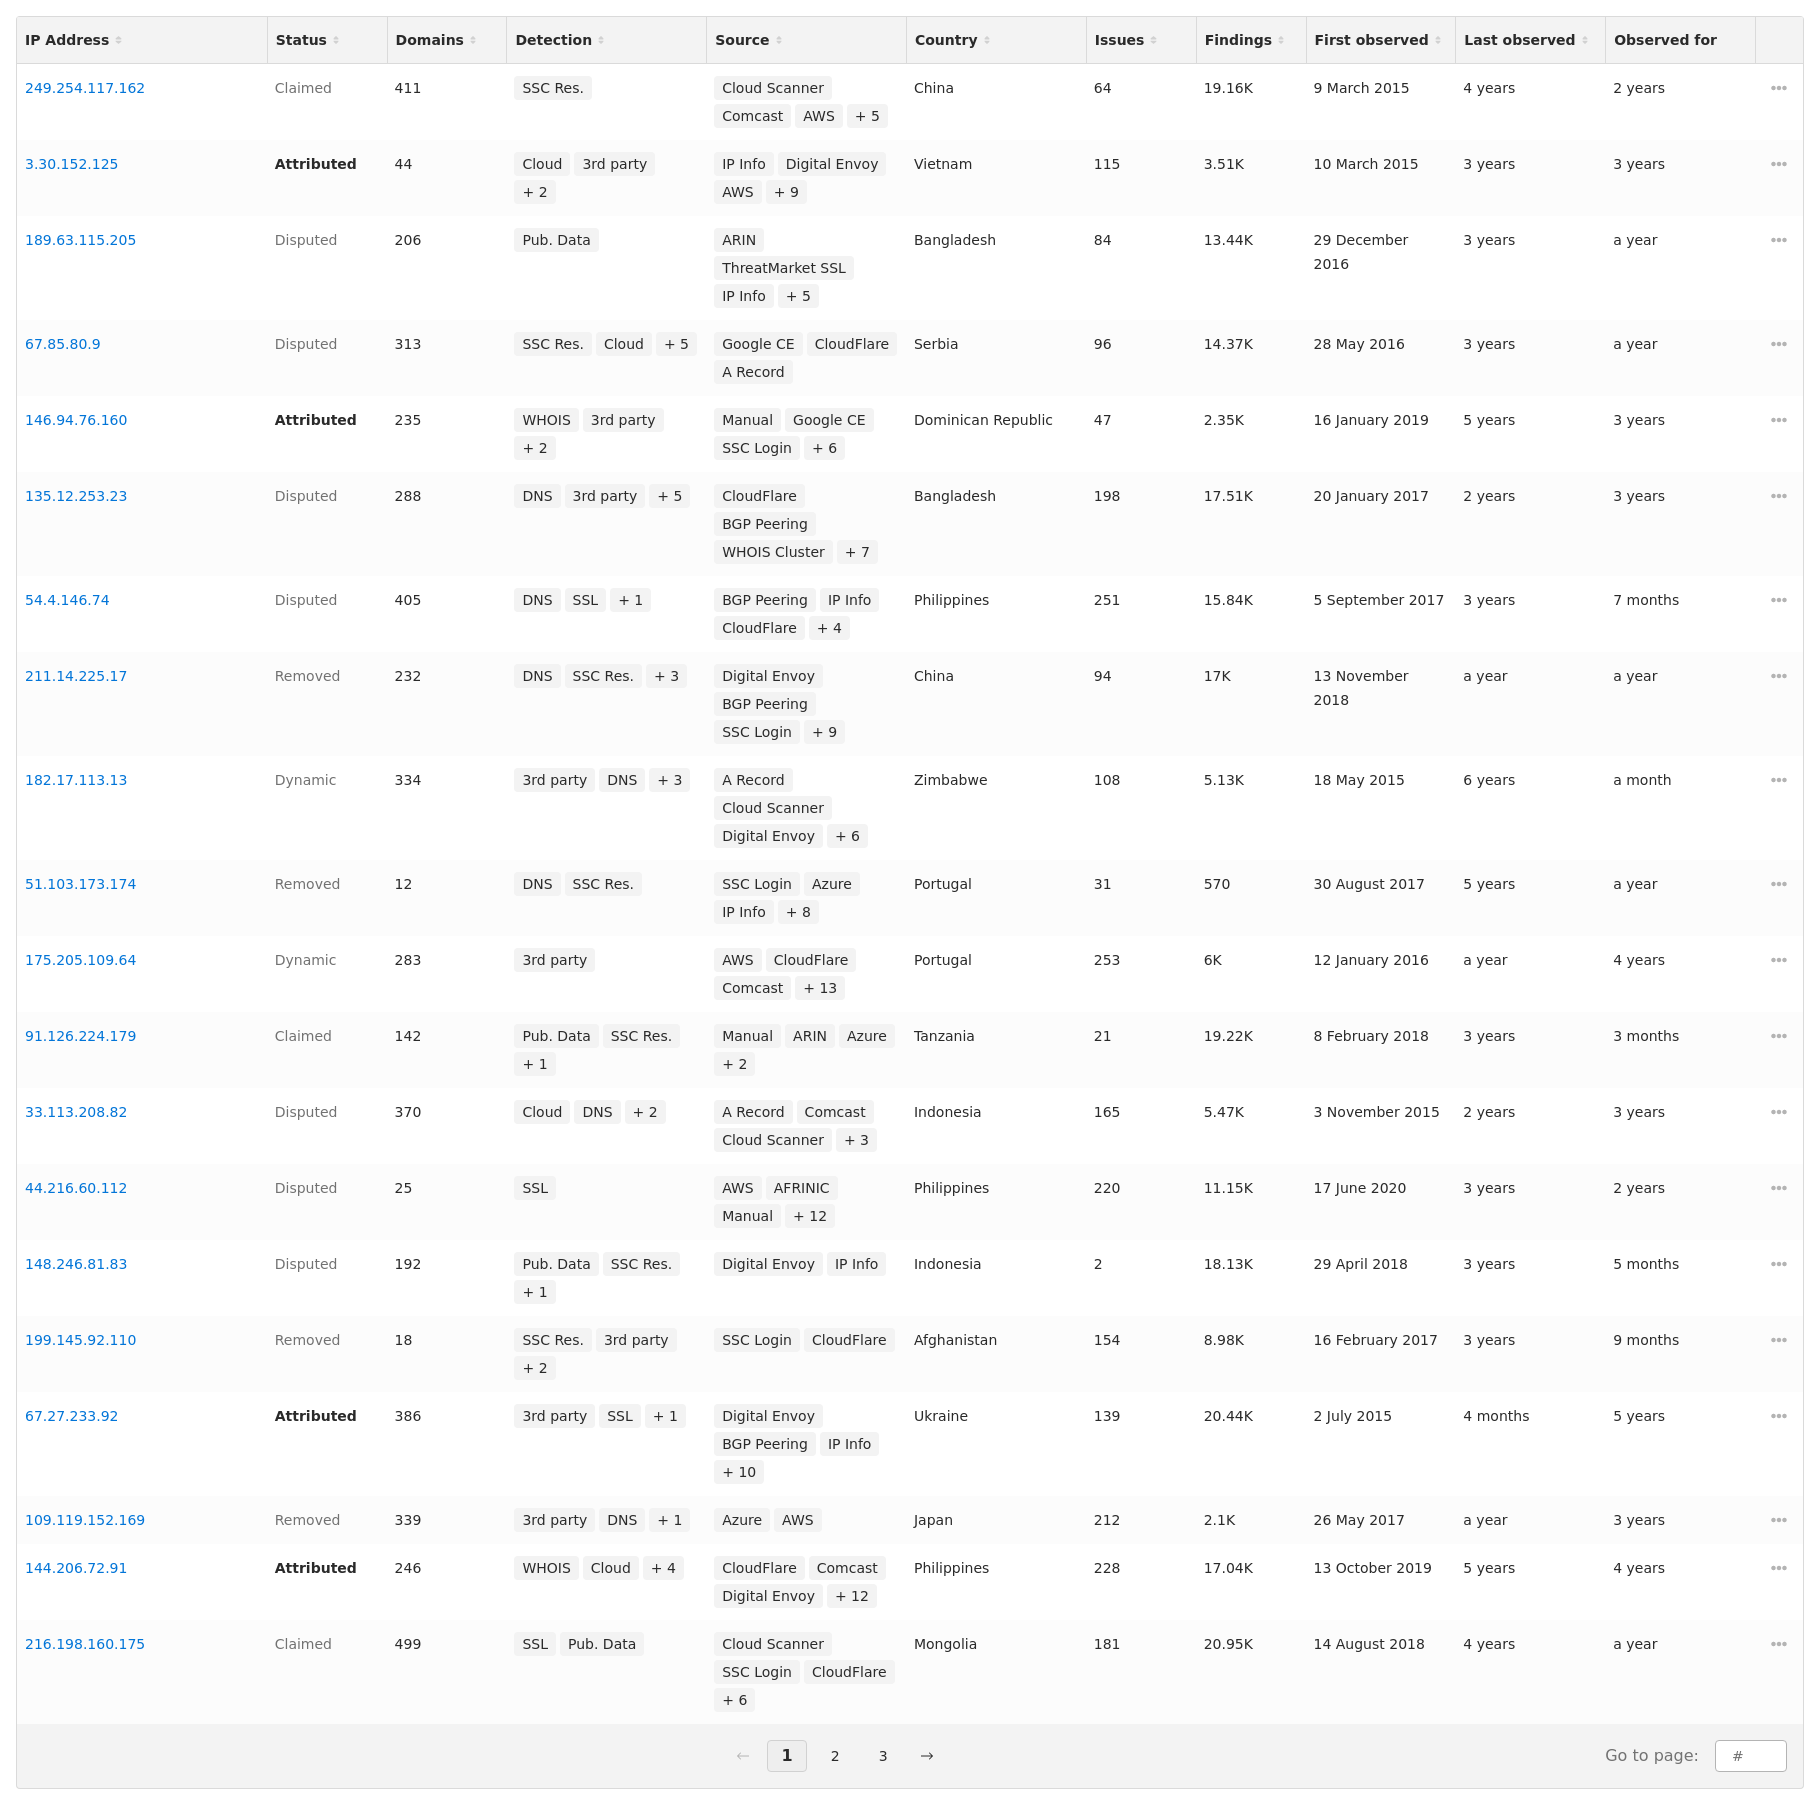 IP Address Status Domains Detection Source Country Issues Findings First observed Last observed Observed for
249.254.117.162 Claimed 411 SSC Res. Cloud Scanner China 64 19.16K 9 March 2015 4 years 2 years
Comcast AWS + 5
3.30.152.125 Attributed 44 Cloud 3rd party IP Info Digital Envoy Vietnam 115 3.51K 10 March 2015 3 years 3 years
+ 2 AWS + 9
189.63.115.205 Disputed 206 Pub. Data ARIN Bangladesh 84 13.44K 29 December 3 years a year
ThreatMarket SSL 2016
IP Info + 5
67.85.80.9 Disputed 313 SSC Res. Cloud + 5 Google CE CloudFlare Serbia 96 14.37K 28 May 2016 3 years a year
A Record
146.94.76.160 Attributed 235 WHOIS 3rd party Manual Google CE Dominican Republic 47 2.35K 16 January 2019 5 years 3 years
+ 2 SSC Login + 6
135.12.253.23 Disputed 288 DNS 3rd party + 5 CloudFlare Bangladesh 198 17.51K 20 January 2017 2 years 3 years
BGP Peering
WHOIS Cluster + 7
54.4.146.74 Disputed 405 DNS SSL + 1 BGP Peering IP Info Philippines 251 15.84K 5 September 2017 3 years 7 months
CloudFlare + 4
211.14.225.17 Removed 232 DNS SSC Res. + 3 Digital Envoy China 94 17K 13 November a year a year
BGP Peering 2018
SSC Login + 9
182.17.113.13 Dynamic 334 3rd party DNS + 3 A Record Zimbabwe 108 5.13K 18 May 2015 6 years a month
Cloud Scanner
Digital Envoy + 6
51.103.173.174 Removed 12 DNS SSC Res. SSC Login Azure Portugal 31 570 30 August 2017 5 years a year
IP Info + 8
175.205.109.64 Dynamic 283 3rd party AWS CloudFlare Portugal 253 6K 12 January 2016 a year 4 years
Comcast + 13
91.126.224.179 Claimed 142 Pub. Data SSC Res. Manual ARIN Azure Tanzania 21 19.22K 8 February 2018 3 years 3 months
+ 1 + 2
33.113.208.82 Disputed 370 Cloud DNS + 2 A Record Comcast Indonesia 165 5.47K 3 November 2015 2 years 3 years
Cloud Scanner + 3
44.216.60.112 Disputed 25 SSL AWS AFRINIC Philippines 220 11.15K 17 June 2020 3 years 2 years
Manual + 12
148.246.81.83 Disputed 192 Pub. Data SSC Res. Digital Envoy IP Info Indonesia 2 18.13K 29 April 2018 3 years 5 months
+ 1
199.145.92.110 Removed 18 SSC Res. 3rd party SSC Login CloudFlare Afghanistan 154 8.98K 16 February 2017 3 years 9 months
+ 2
67.27.233.92 Attributed 386 3rd party SSL + 1 Digital Envoy Ukraine 139 20.44K 2 July 2015 4 months 5 years
BGP Peering IP Info
+ 10
109.119.152.169 Removed 339 3rd party DNS + 1 Azure AWS Japan 212 2.1K 26 May 2017 a year 3 years
144.206.72.91 Attributed 246 WHOIS Cloud + 4 CloudFlare Comcast Philippines 228 17.04K 13 October 2019 5 years 4 years
Digital Envoy + 12
216.198.160.175 Claimed 499 SSL Pub. Data Cloud Scanner Mongolia 181 20.95K 14 August 2018 4 years a year
SSC Login CloudFlare
+ 6
← 1 2 3 → Go to page: #